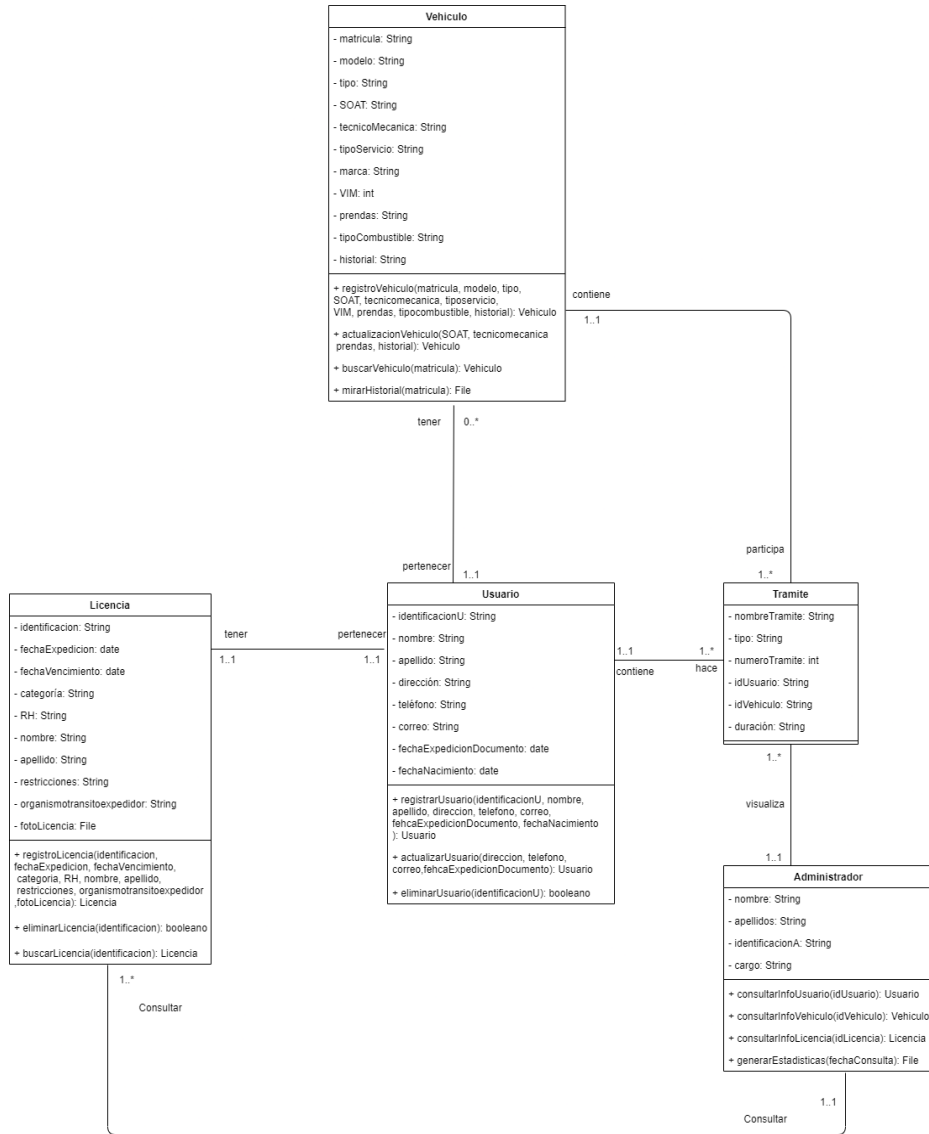 Vehiculo
- matricula: String
- modelo: String
- tipo: String
- SOAT: String
- tecnicoMecanica: String
- tipoServicio: String
- marca: String
- VIM: int
- prendas: String
- tipoCombustible: String
- historial: String
+ registroVehiculo(matricula, modelo, tipo,
SOAT, tecnicomecanica, tiposervicio,
VIM, prendas, tipocombustible, historial): Vehiculo
+ actualizacionVehiculo(SOAT, tecnicomecanica
prendas, historial): Vehiculo
+ buscarVehiculo(matricula): Vehiculo
+ mirarHistorial(matricula): File
contiene
1..1
tener
0..*
participa
1..*
pertenecer
1..1
Licencia
- identificacion: String
- fechaExpedicion: date
- fechaVencimiento: date
- categoría: String
- RH: String
- nombre: String
- apellido: String
- restricciones: String
- organismotransitoexpedidor: String
- fotoLicencia: File
+ registroLicencia(identificacion,
fechaExpedicion, fechaVencimiento,
categoria, RH, nombre, apellido,
restricciones, organismotransitoexpedidor
,fotoLicencia): Licencia
+ eliminarLicencia(identificacion): booleano
+ buscarLicencia(identificacion): Licencia
tener
1..1
pertenecer
1..1
Usuario
- identificacionU: String
- nombre: String
- apellido: String
- dirección: String
- teléfono: String
- correo: String
- fechaExpedicionDocumento: date
- fechaNacimiento: date
+ registrarUsuario(identificacionU, nombre,
apellido, direccion, telefono, correo,
fehcaExpedicionDocumento, fechaNacimiento
): Usuario
+ actualizarUsuario(direccion, telefono,
correo,fehcaExpedicionDocumento): Usuario
+ eliminarUsuario(identificacionU): booleano
1..1
contiene
1..*
hace
Tramite
- nombreTramite: String
- tipo: String
- numeroTramite: int
- idUsuario: String
- idVehiculo: String
- duración: String
1..*
visualiza
1..1
Administrador
- nombre: String
- apellidos: String
- identificacionA: String
- cargo: String
+ consultarInfoUsuario(idUsuario): Usuario
+ consultarInfoVehiculo(idVehiculo): Vehiculo
+ consultarInfoLicencia(idLicencia): Licencia
+ generarEstadisticas(fechaConsulta): File
1..*
Consultar
1..1
Consultar